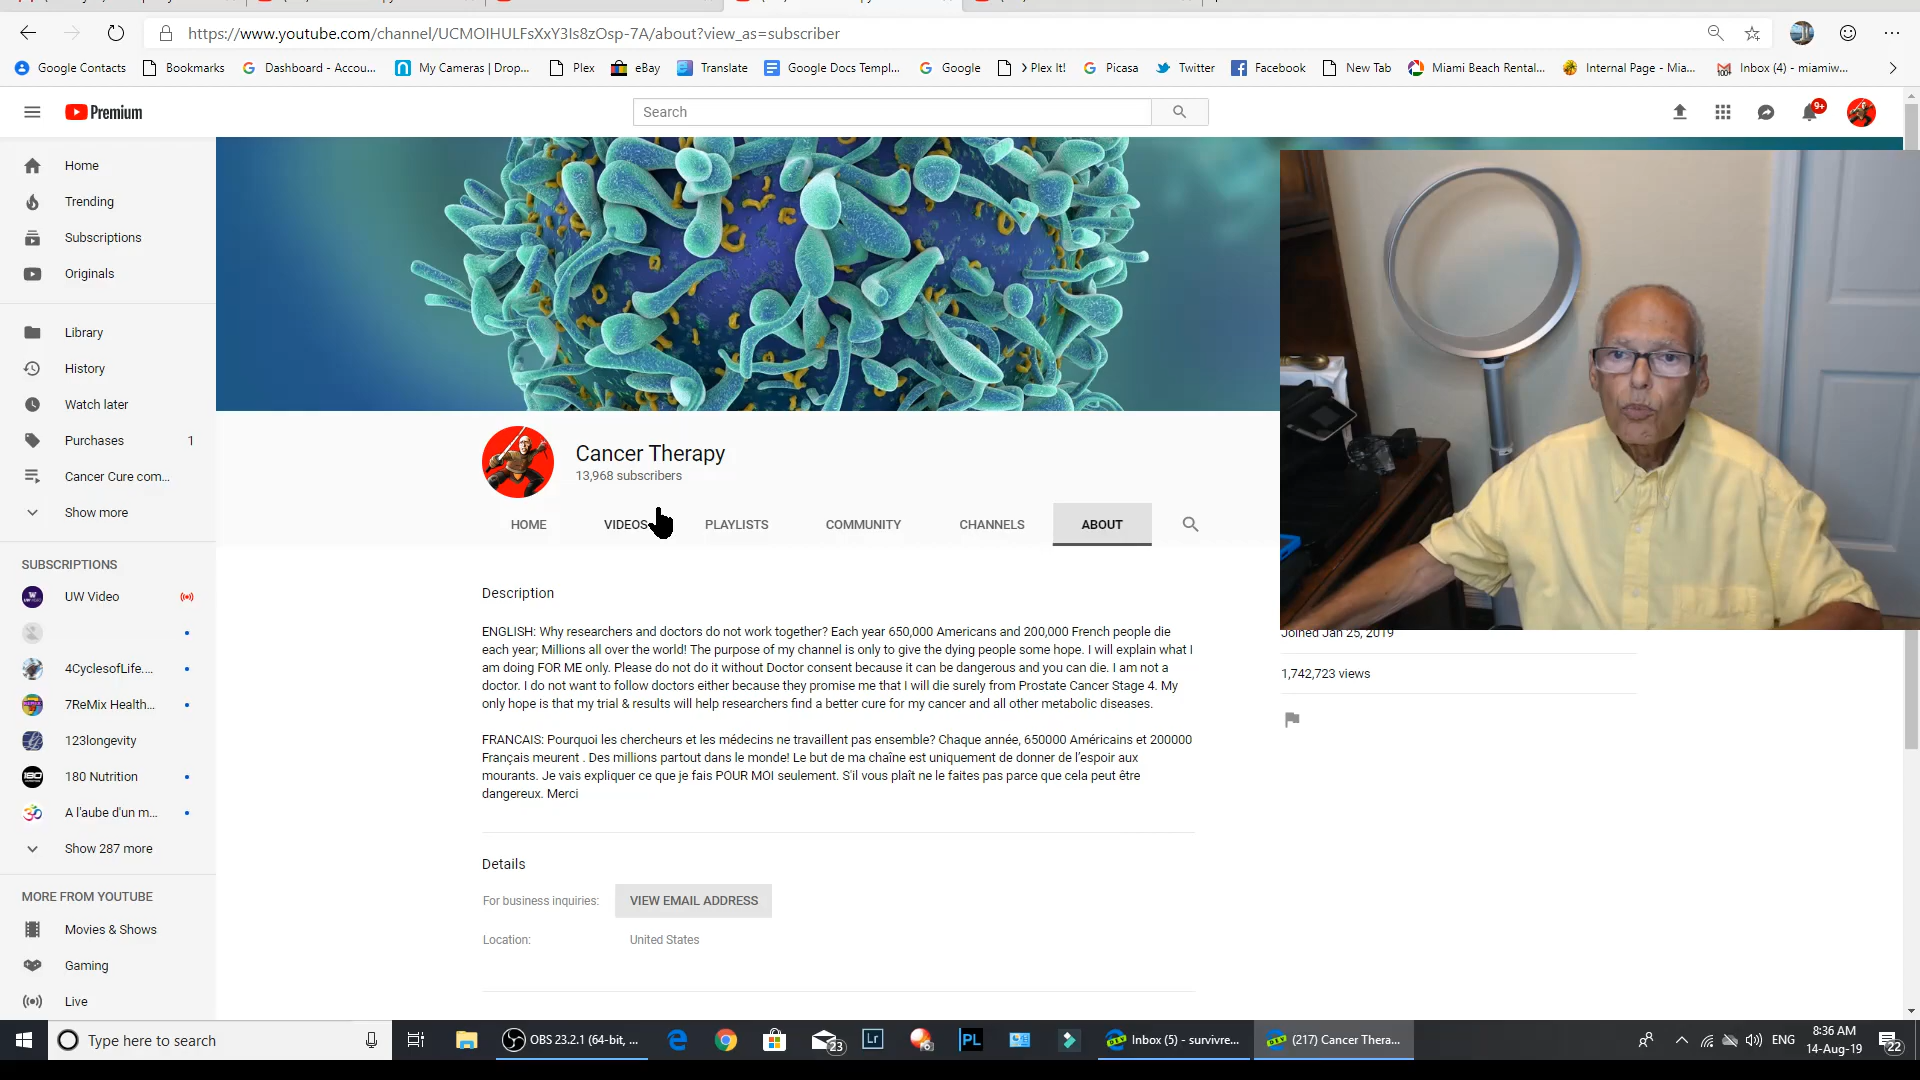 https://www.youtube.com/channel/UCMOIHULFsXxY3Is8zOsp-7A/about?view_as=subscriber
Google Contacts Bookmarks Dashboard - Accou... My Cameras | Drop... Plex eBay Translate Google Docs Templ... Google > Plex It! Picasa Twitter Facebook New Tab Miami Beach Rental... Internal Page - Mia... Inbox (4) - miamiw...
Premium
Search
9+
Home
Trending
Subscriptions
Originals
Library
History
Watch later
Purchases 1
Cancer Cure com...
Show more
SUBSCRIPTIONS
UW Video
4CyclesofLife....
7ReMix Health...
123longevity
180 Nutrition
A l'aube d'un m...
Show 287 more
MORE FROM YOUTUBE
Movies & Shows
Gaming
Live
Cancer Therapy
13,968 subscribers
HOME VIDEOS PLAYLISTS COMMUNITY CHANNELS ABOUT
Description
ENGLISH: Why researchers and doctors do not work together? Each year 650,000 Americans and 200,000 French people die
each year; Millions all over the world! The purpose of my channel is only to give the dying people some hope. I will explain what I
am doing FOR ME only. Please do not do it without Doctor consent because it can be dangerous and you can die. I am not a
doctor. I do not want to follow doctors either because they promise me that I will die surely from Prostate Cancer Stage 4. My
only hope is that my trial & results will help researchers find a better cure for my cancer and all other metabolic diseases.
FRANCAIS: Pourquoi les chercheurs et les médecins ne travaillent pas ensemble? Chaque année, 650000 Américains et 200000
Français meurent . Des millions partout dans le monde! Le but de ma chaîne est uniquement de donner de l'espoir aux
mourants. Je vais expliquer ce que je fais POUR MOI seulement. S'il vous plaît ne le faites pas parce que cela peut être
dangereux. Merci
Details
For business inquiries: VIEW EMAIL ADDRESS
Location: United States
Joined Jan 25, 2019
1,742,723 views
Type here to search
OBS 23.2.1 (64-bit, ...
23
Lr
PL
Inbox (5) - survivre...
(217) Cancer Thera...
ENG
8:36 AM
14-Aug-19
22